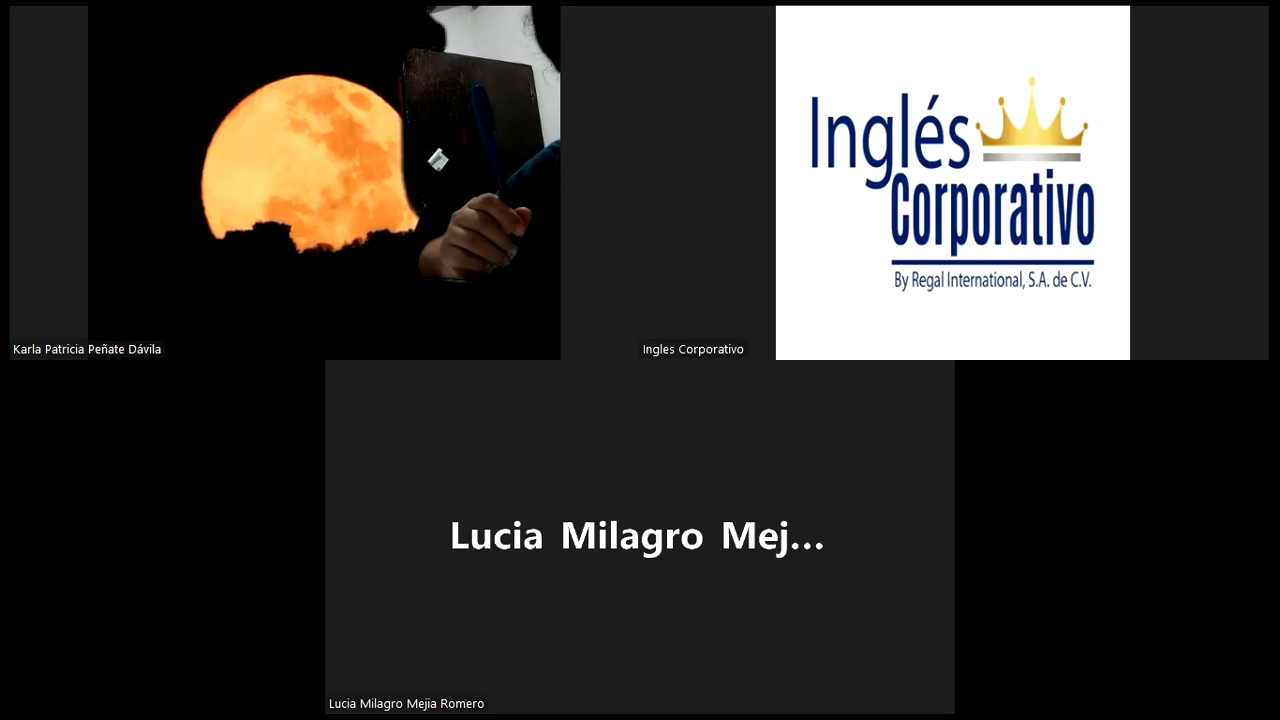 Inglés
Corporativo
By Regal International, S.A. de C.V.
Karla Patricia Peñate Dávila
Ingles Corporativo
Lucia Milagro Mej...
Lucia Milagro Mejia Romero